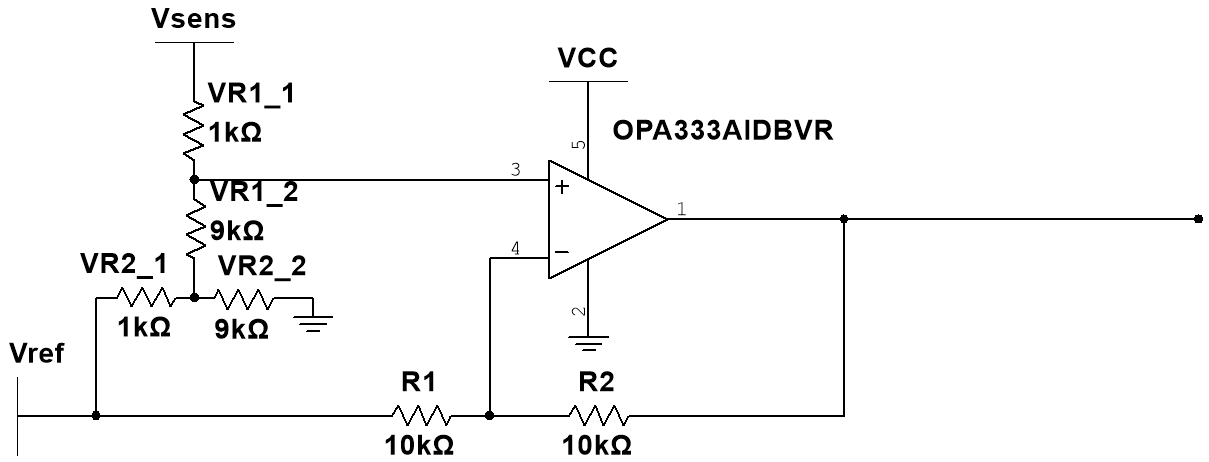 Vsens
VCC
VR1_1
1kΩ
OPA333AIDBVR
5
3
+
1
VR1_2
9kΩ
4
−
VR2_1
VR2_2
1kΩ
9kΩ
2
Vref
R1
R2
10kΩ
10kΩ